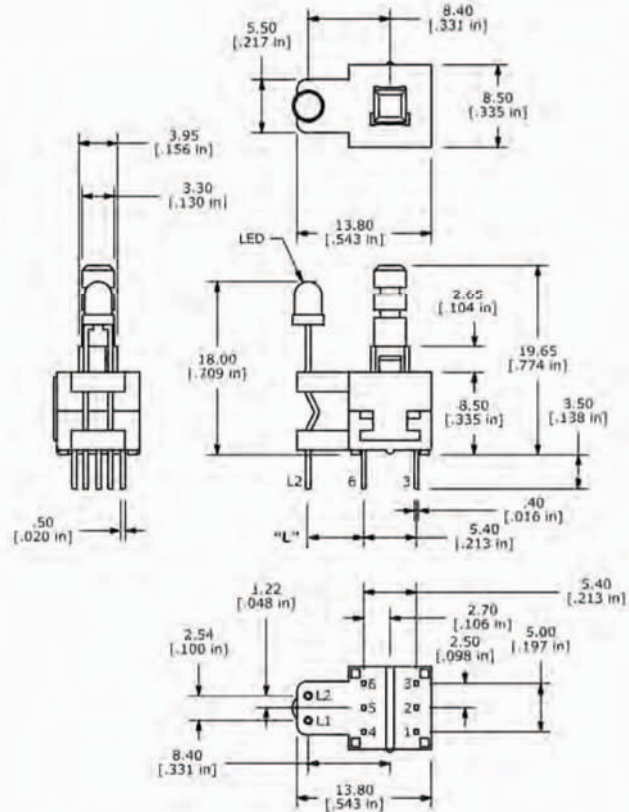 8.40
[.331 in]
5.50
[.217 in]
8.50
[.335 in]
3.95
[.156 in]
3.30
[.130 in]
13.80
[.543 in]
LED
2.65
[.104 in]
18.00
[.709 in]
19.65
[.774 in]
8.50
[.335 in]
3.50
[.138 in]
L2
6
3
.50
[.020 in]
"L"
.40
[.016 in]
5.40
[.213 in]
1.22
[.048 in]
5.40
[.213 in]
2.70
[.106 in]
2.54
[.100 in]
2.50
[.098 in]
5.00
[.197 in]
L2
6
3
5
2
L1
4
1
8.40
[.331 in]
13.80
[.543 in]